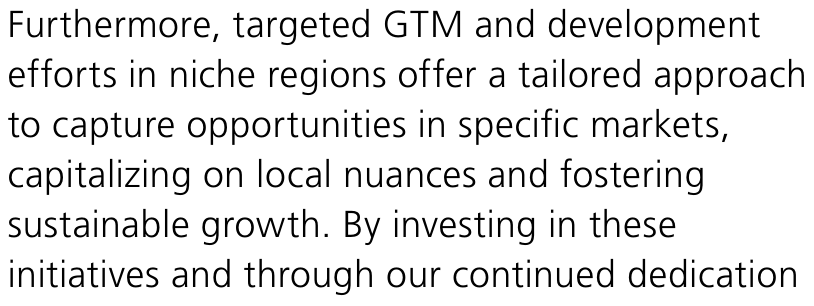 Furthermore, targeted GTM and development
efforts in niche regions offer a tailored approach
to capture opportunities in specific markets,
capitalizing on local nuances and fostering
sustainable growth. By investing in these
initiatives and through our continued dedication